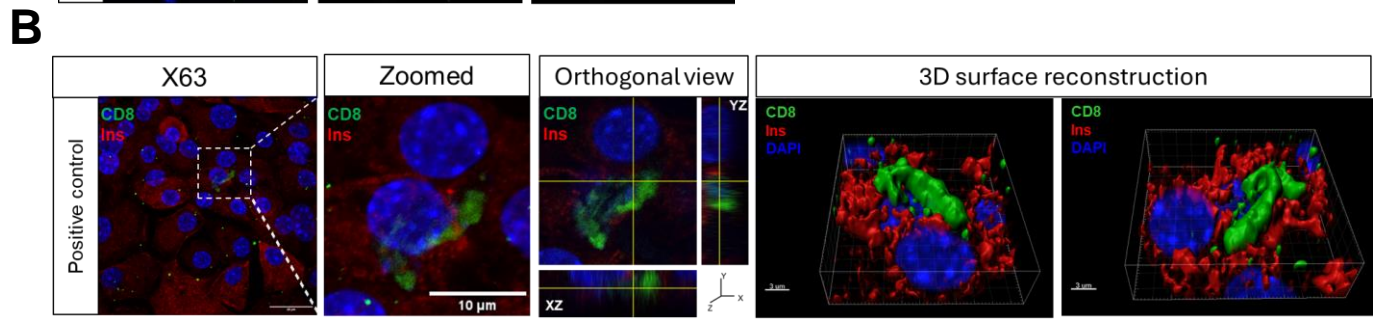 B
X63
Zoomed
Orthogonal view
3D surface reconstruction
Positive control
CD8
Ins
CD8
Ins
10 µm
CD8
Ins
YZ
XZ
Y
X
Z
CD8
Ins
DAPI
3 µm
CD8
Ins
DAPI
3 µm